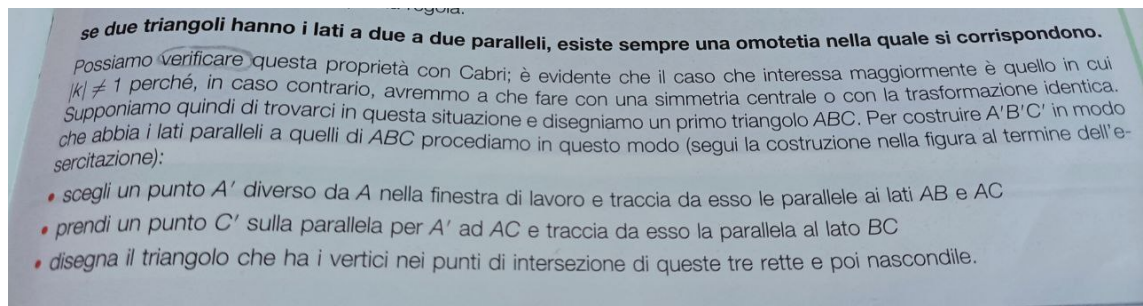 se due triangoli hanno i lati a due a due paralleli, esiste sempre una omotetia nella quale si corrispondono.
Possiamo verificare questa proprietà con Cabri; è evidente che il caso che interessa maggiormente è quello in cui
|k| ≠ 1 perché, in caso contrario, avremmo a che fare con una simmetria centrale o con la trasformazione identica.
Supponiamo quindi di trovarci in questa situazione e disegniamo un primo triangolo ABC. Per costruire A'B'C' in modo
che abbia i lati paralleli a quelli di ABC procediamo in questo modo (segui la costruzione nella figura al termine dell'e-
sercitazione):
• scegli un punto A' diverso da A nella finestra di lavoro e traccia da esso le parallele ai lati AB e AC
• prendi un punto C' sulla parallela per A' ad AC e traccia da esso la parallela al lato BC
• disegna il triangolo che ha i vertici nei punti di intersezione di queste tre rette e poi nascondile.